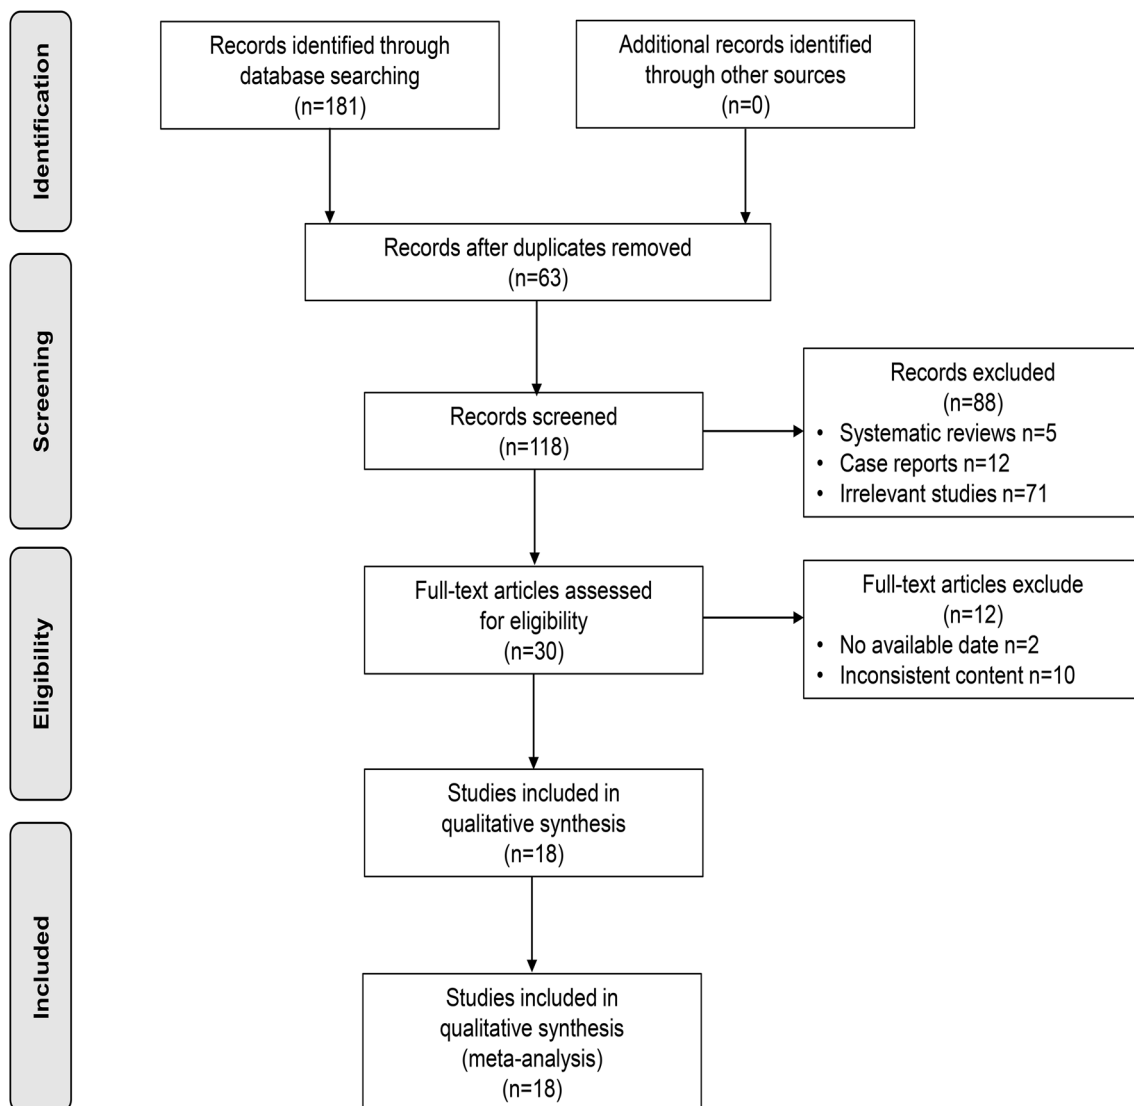 Identification
Records identified through
database searching
(n=181)
Additional records identified
through other sources
(n=0)
Records after duplicates removed
(n=63)
Screening
Records screened
(n=118)
Records excluded
(n=88)
• Systematic reviews n=5
• Case reports n=12
• Irrelevant studies n=71
Eligibility
Full-text articles assessed
for eligibility
(n=30)
Full-text articles exclude
(n=12)
• No available date n=2
• Inconsistent content n=10
Included
Studies included in
qualitative synthesis
(n=18)
Studies included in
qualitative synthesis
(meta-analysis)
(n=18)